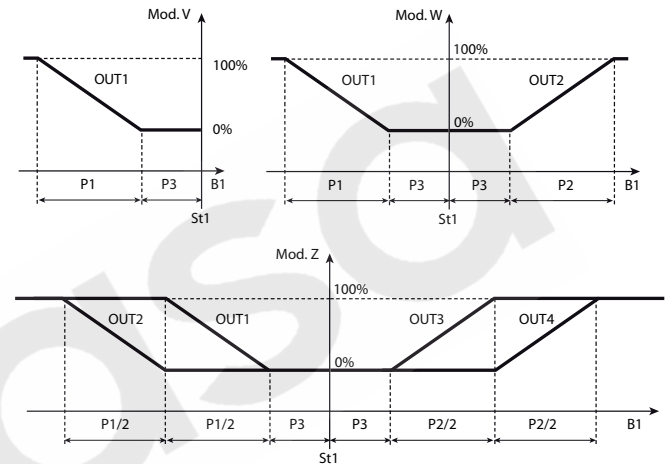 Mod. V
100%
OUT1
0%
P1 P3 B1
St1
Mod. W
100%
OUT1 OUT2
0%
P1 P3 P3 P2 B1
St1
Mod. Z
100%
OUT2 OUT1 OUT3 OUT4
0%
P1/2 P1/2 P3 P3 P2/2 P2/2 B1
St1